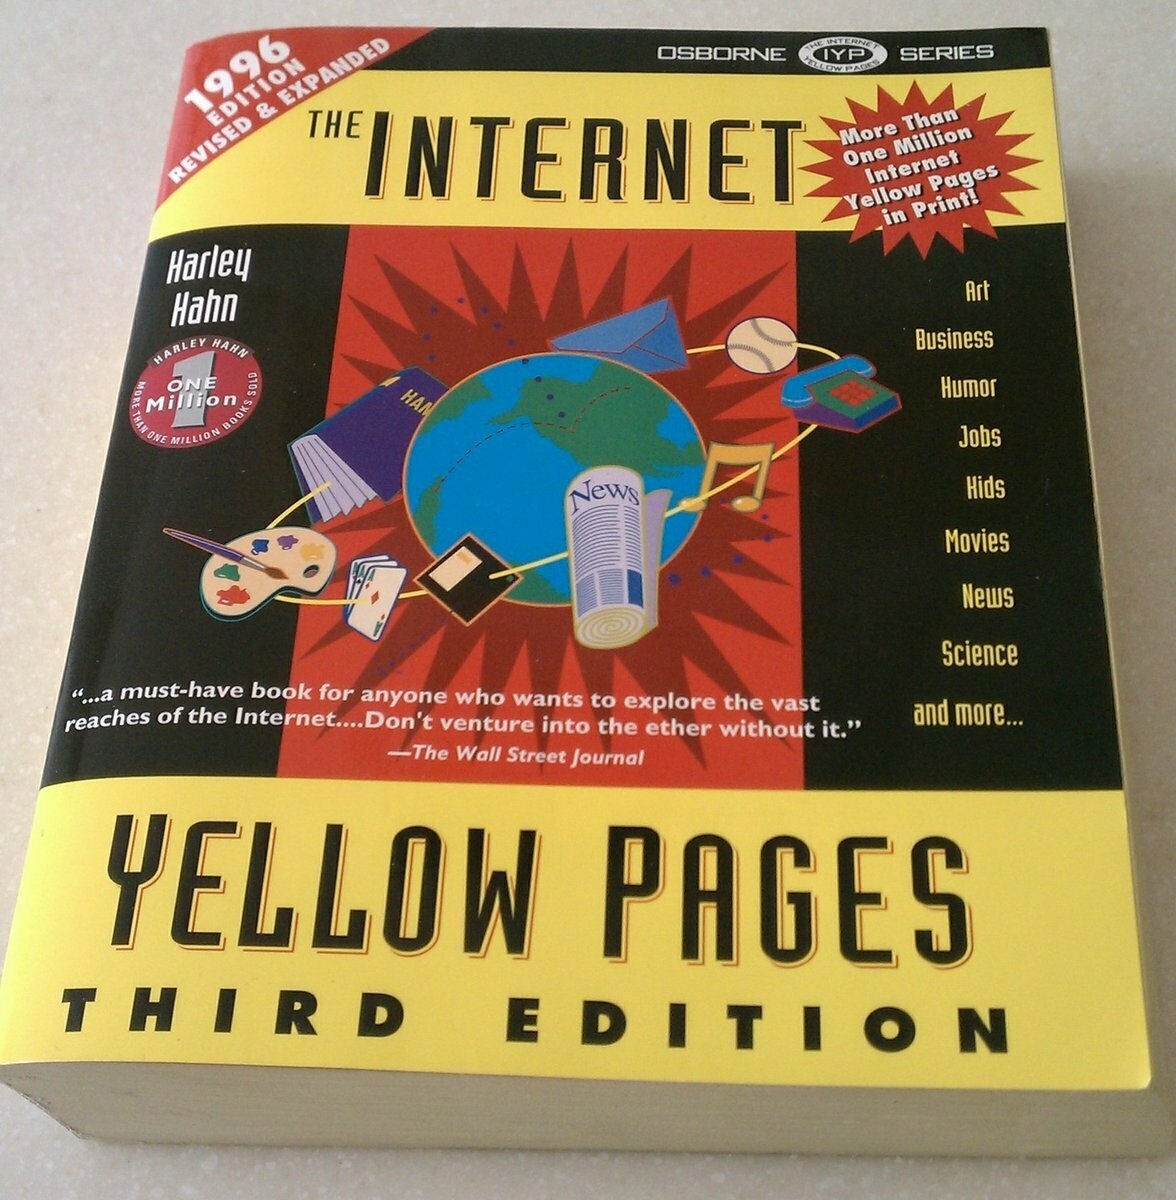 1996
EDITION
REVISED & EXPANDED
OSBORNE
THE INTERNET
IYP
YELLOW PAGES
SERIES
THE INTERNET
More Than
One Million
Internet
Yellow Pages
in Print!
Harley
Hahn
HARLEY HAHN
1
ONE
Million
MORE THAN ONE MILLION BOOKS SOLD
HAH
News
Art
Business
Humor
Jobs
Kids
Movies
News
Science
and more...
“...a must-have book for anyone who wants to explore the vast
reaches of the Internet....Don't venture into the ether without it.”
—The Wall Street Journal
YELLOW PAGES
THIRD EDITION